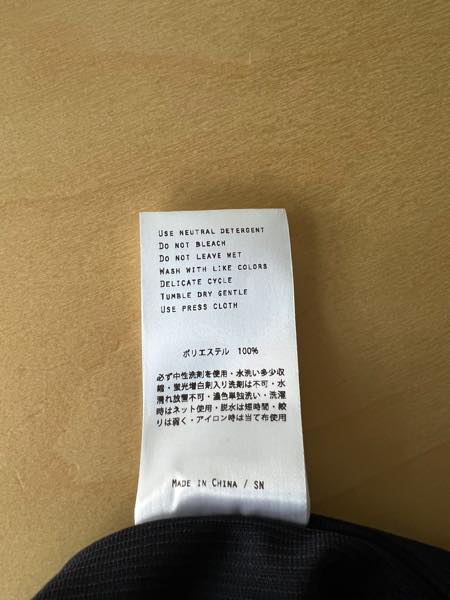 USE NEUTRAL DETERGENT
DO NOT BLEACH
DO NOT LEAVE WET
WASH WITH LIKE COLORS
DELICATE CYCLE
TUMBLE DRY GENTLE
USE PRESS CLOTH
ポリエステル 100%
必ず中性洗剤を使用・水洗い多少収
縮・蛍光増白剤入り洗剤は不可・水
濡れ放置不可・濃色単独洗い・洗濯
時はネット使用・脱水は短時間・絞
りは弱く・アイロン時は当て布使用
MADE IN CHINA / SN